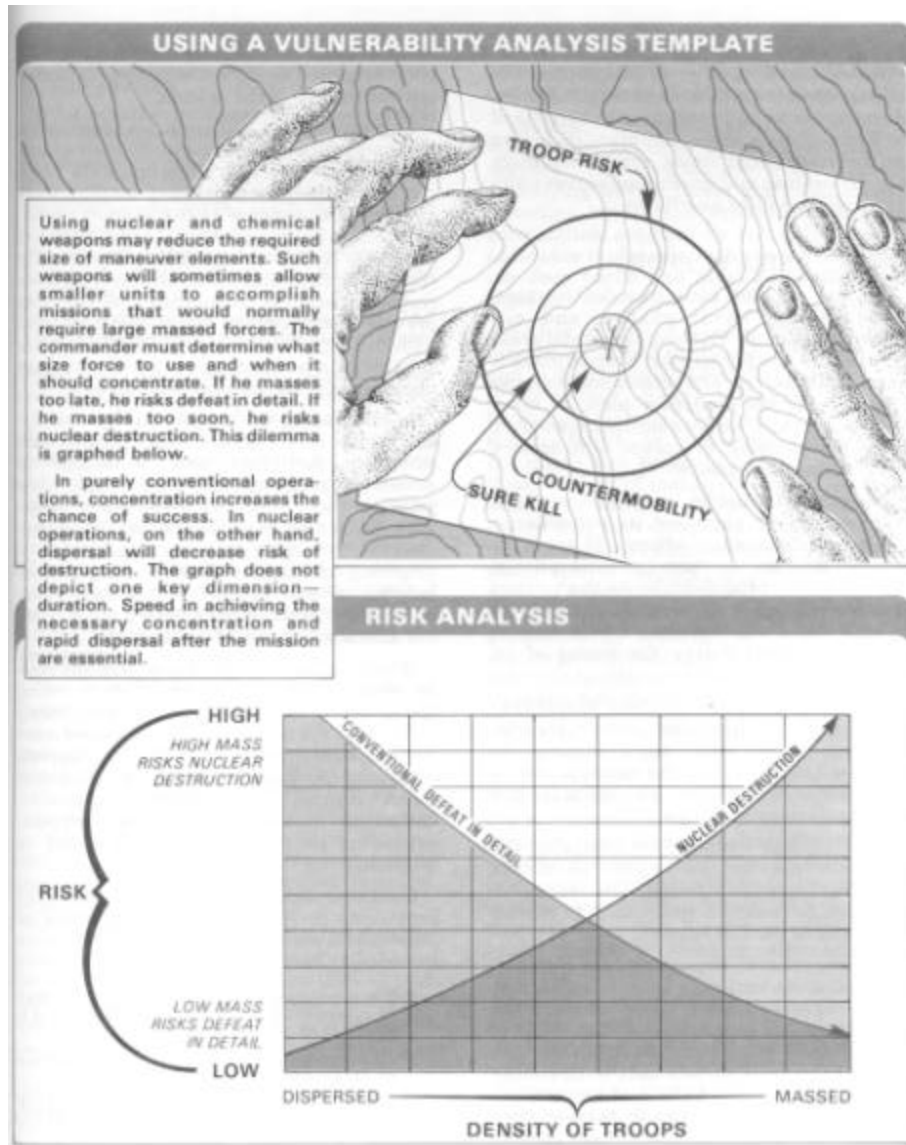 USING A VULNERABILITY ANALYSIS TEMPLATE
TROOP RISK
SURE KILL
COUNTERMOBILITY
Using nuclear and chemical
weapons may reduce the required
size of maneuver elements. Such
weapons will sometimes allow
smaller units to accomplish
missions that would normally
require large massed forces. The
commander must determine what
size force to use and when it
should concentrate. If he masses
too late, he risks defeat in detail. If
he masses too soon, he risks
nuclear destruction. This dilemma
is graphed below.
In purely conventional opera-
tions, concentration increases the
chance of success. In nuclear
operations, on the other hand,
dispersal will decrease risk of
destruction. The graph does not
depict one key dimension—
duration. Speed in achieving the
necessary concentration and
rapid dispersal after the mission
are essential.
RISK ANALYSIS
HIGH
HIGH MASS
RISKS NUCLEAR
DESTRUCTION
RISK
LOW MASS
RISKS DEFEAT
IN DETAIL
LOW
CONVENTIONAL DEFEAT IN DETAIL
NUCLEAR DESTRUCTION
DISPERSED
MASSED
DENSITY OF TROOPS